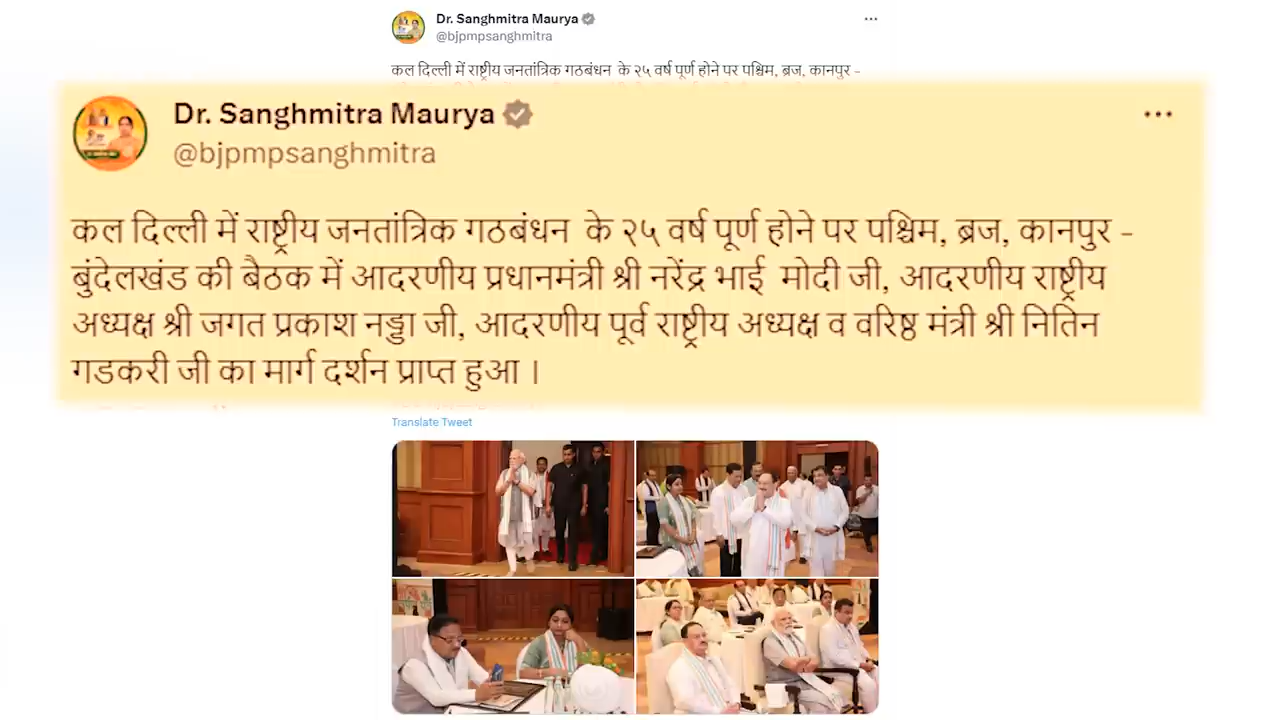 Dr. Sanghmitra Maurya
@bjpmpsanghmitra
कल दिल्ली में राष्ट्रीय जनतांत्रिक गठबंधन के २५ वर्ष पूर्ण होने पर पश्चिम, ब्रज, कानपुर -
Dr. Sanghmitra Maurya
@bjpmpsanghmitra
कल दिल्ली में राष्ट्रीय जनतांत्रिक गठबंधन के २५ वर्ष पूर्ण होने पर पश्चिम, ब्रज, कानपुर -
बुंदेलखंड की बैठक में आदरणीय प्रधानमंत्री श्री नरेंद्र भाई मोदी जी, आदरणीय राष्ट्रीय
अध्यक्ष श्री जगत प्रकाश नड्डा जी, आदरणीय पूर्व राष्ट्रीय अध्यक्ष व वरिष्ठ मंत्री श्री नितिन
गडकरी जी का मार्ग दर्शन प्राप्त हुआ ।
Translate Tweet